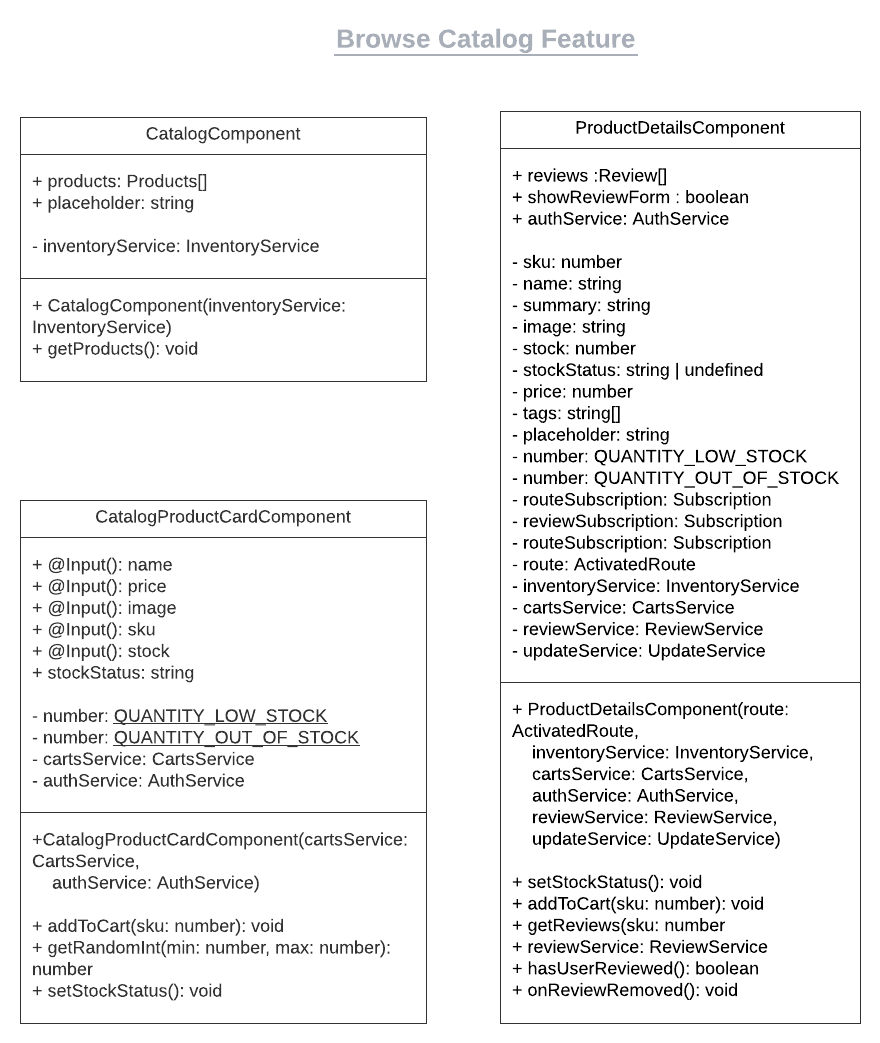 Browse Catalog Feature
CatalogComponent
+ products: Products[]
+ placeholder: string
- inventoryService: InventoryService
+ CatalogComponent(inventoryService:
InventoryService)
+ getProducts(): void
CatalogProductCardComponent
+ @Input(): name
+ @Input(): price
+ @Input(): image
+ @Input(): sku
+ @Input(): stock
+ stockStatus: string
- number: QUANTITY_LOW_STOCK
- number: QUANTITY_OUT_OF_STOCK
- cartsService: CartsService
- authService: AuthService
+CatalogProductCardComponent(cartsService:
CartsService,
authService: AuthService)
+ addToCart(sku: number): void
+ getRandomInt(min: number, max: number):
number
+ setStockStatus(): void
ProductDetailsComponent
+ reviews :Review[]
+ showReviewForm : boolean
+ authService: AuthService
- sku: number
- name: string
- summary: string
- image: string
- stock: number
- stockStatus: string | undefined
- price: number
- tags: string[]
- placeholder: string
- number: QUANTITY_LOW_STOCK
- number: QUANTITY_OUT_OF_STOCK
- routeSubscription: Subscription
- reviewSubscription: Subscription
- routeSubscription: Subscription
- route: ActivatedRoute
- inventoryService: InventoryService
- cartsService: CartsService
- reviewService: ReviewService
- updateService: UpdateService
+ ProductDetailsComponent(route:
ActivatedRoute,
inventoryService: InventoryService,
cartsService: CartsService,
authService: AuthService,
reviewService: ReviewService,
updateService: UpdateService)
+ setStockStatus(): void
+ addToCart(sku: number): void
+ getReviews(sku: number
+ reviewService: ReviewService
+ hasUserReviewed(): boolean
+ onReviewRemoved(): void